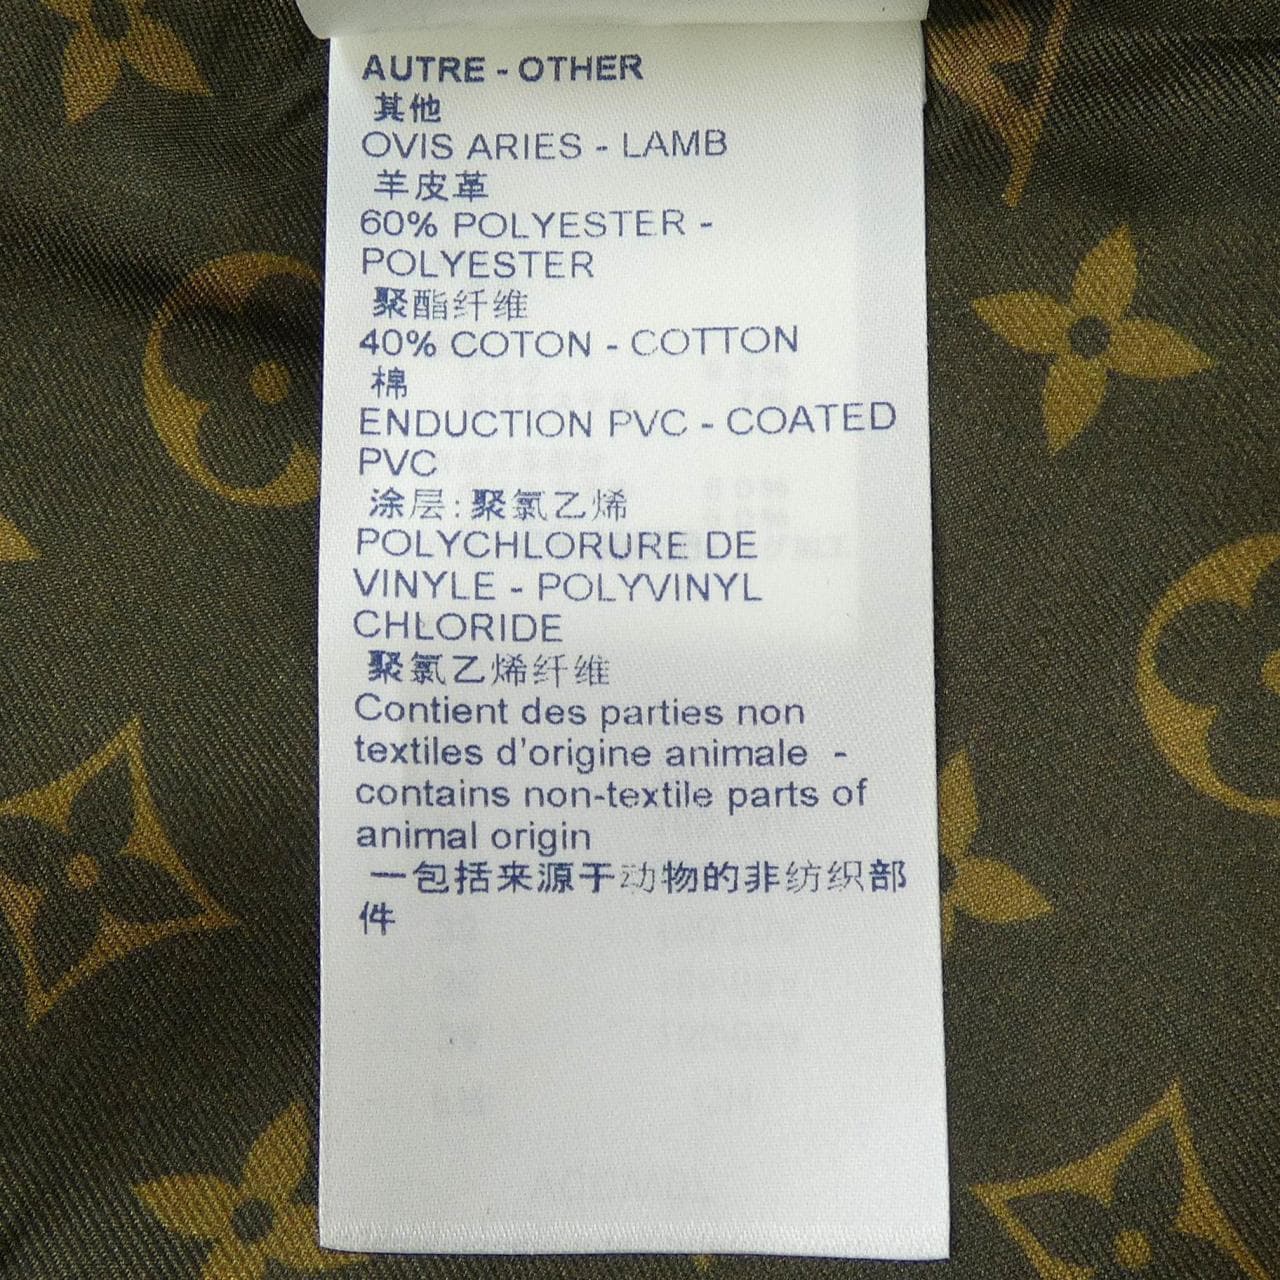 AUTRE - OTHER
其他
OVIS ARIES - LAMB
羊皮革
60% POLYESTER -
POLYESTER
聚酯纤维
40% COTON - COTTON
棉
ENDUCTION PVC - COATED
PVC
涂层:聚氯乙烯
POLYCHLORURE DE
VINYLE - POLYVINYL
CHLORIDE
聚氯乙烯纤维
Contient des parties non
textiles d'origine animale -
contains non-textile parts of
animal origin
一包括来源于动物的非纺织部
件